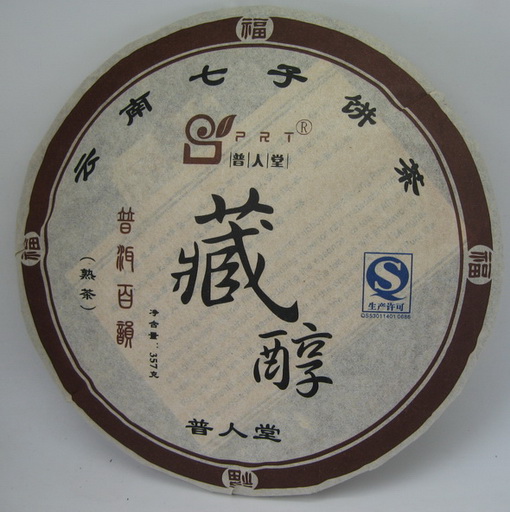 福
云南七子饼茶
PRT®
普人堂
福
福
普洱百韻
（熟茶）
净含量：357克
藏醇
S
生产许可
普人堂
福